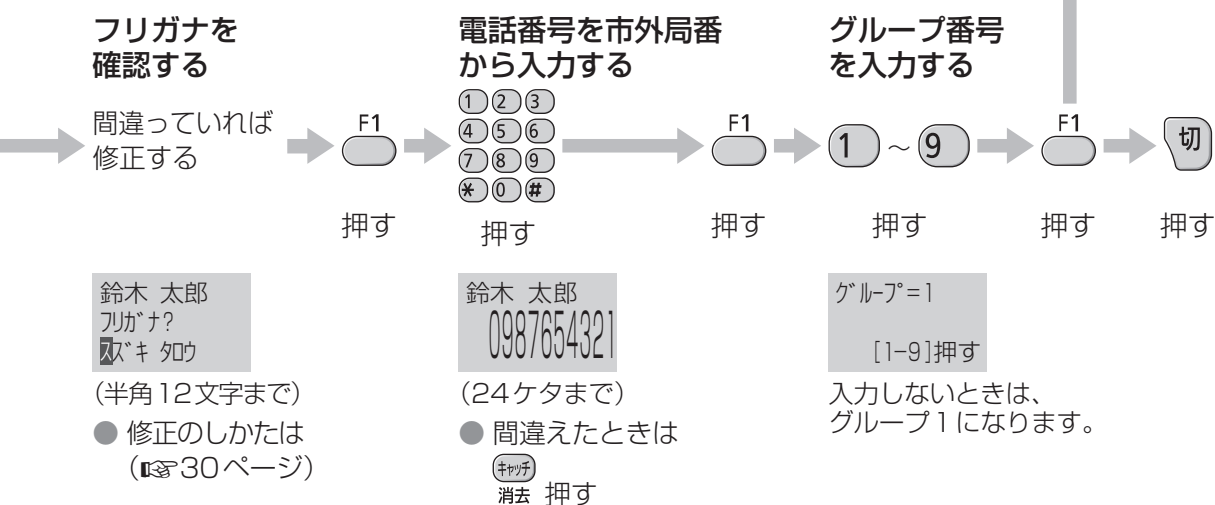 フリガナを
確認する
間違っていれば
修正する
F1
押す
鈴木 太郎
フリガナ?
スズキ タロウ
(半角12文字まで)
● 修正のしかたは
(☞30ページ)
電話番号を市外局番
から入力する
1 2 3
4 5 6
7 8 9
* 0 #
押す
鈴木 太郎
0987654321
(24ケタまで)
● 間違えたときは
キャッチ
消去 押す
F1
押す
グループ番号
を入力する
1 ～ 9
押す
グループ=1
[1-9]押す
入力しないときは、
グループ1になります。
F1
押す
切
押す